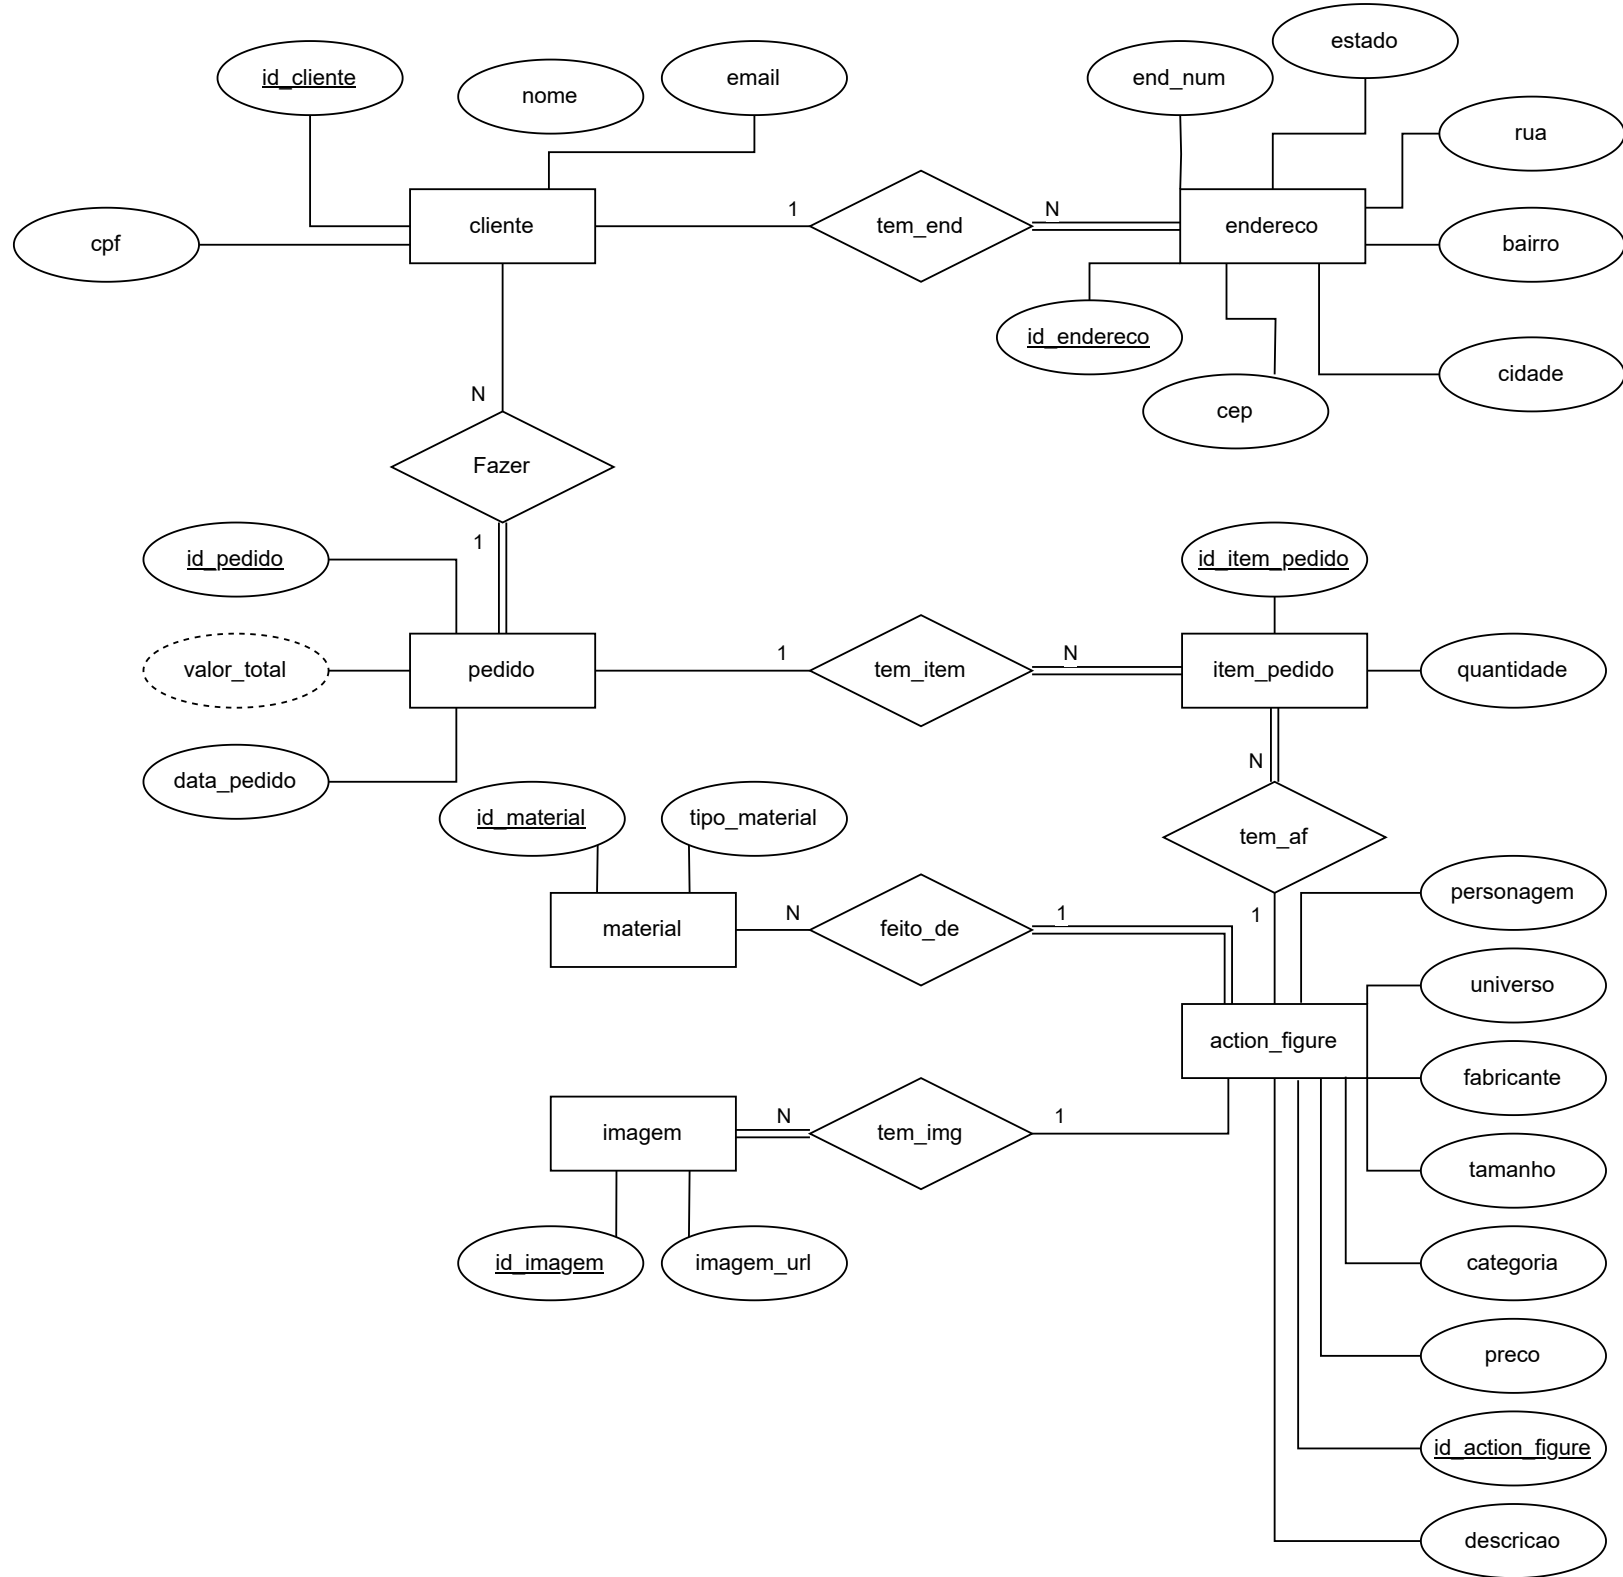 estado
id_cliente
email
end_num
nome
rua
1
N
cliente
tem_end
endereco
cpf
bairro
id_endereco
cidade
N
cep
Fazer
1
id_pedido
id_item_pedido
1
N
valor_total
pedido
tem_item
item_pedido
quantidade
N
data_pedido
id_material
tipo_material
tem_af
personagem
N
1
1
material
feito_de
universo
action_figure
fabricante
N
1
imagem
tem_img
tamanho
id_imagem
imagem_url
categoria
preco
id_action_figure
descricao